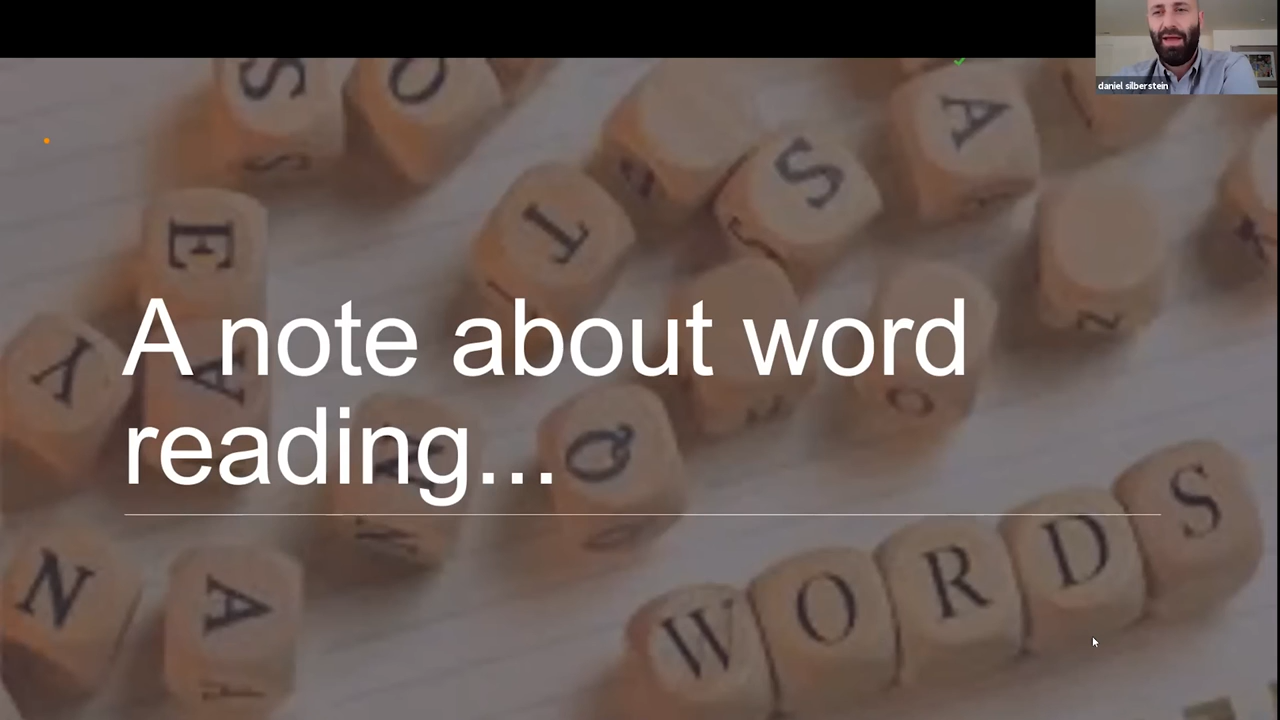 daniel silberstein
S
O
A
S
T
E
A note about word
reading...
Y
A
Q
O
N
A
WORDS